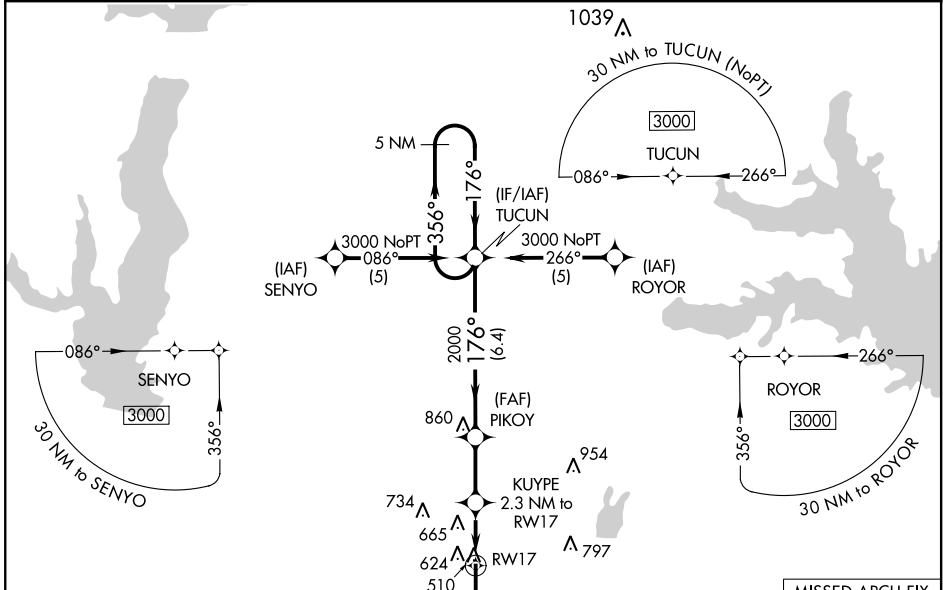 1039
30 NM to TUCUN (NoPT)
3000
TUCUN
086°
266°
5 NM
176°
356°
(IF/IAF)
TUCUN
3000 NoPT
086°
(5)
3000 NoPT
266°
(5)
(IAF)
SENYO
(IAF)
ROYOR
2000
176°
(6.4)
086°
SENYO
3000
356°
30 NM to SENYO
266°
ROYOR
3000
356°
30 NM to ROYOR
(FAF)
PIKOY
860
954
KUYPE
2.3 NM to
RW17
734
665
797
624
RW17
510
MISSED APCH FIX